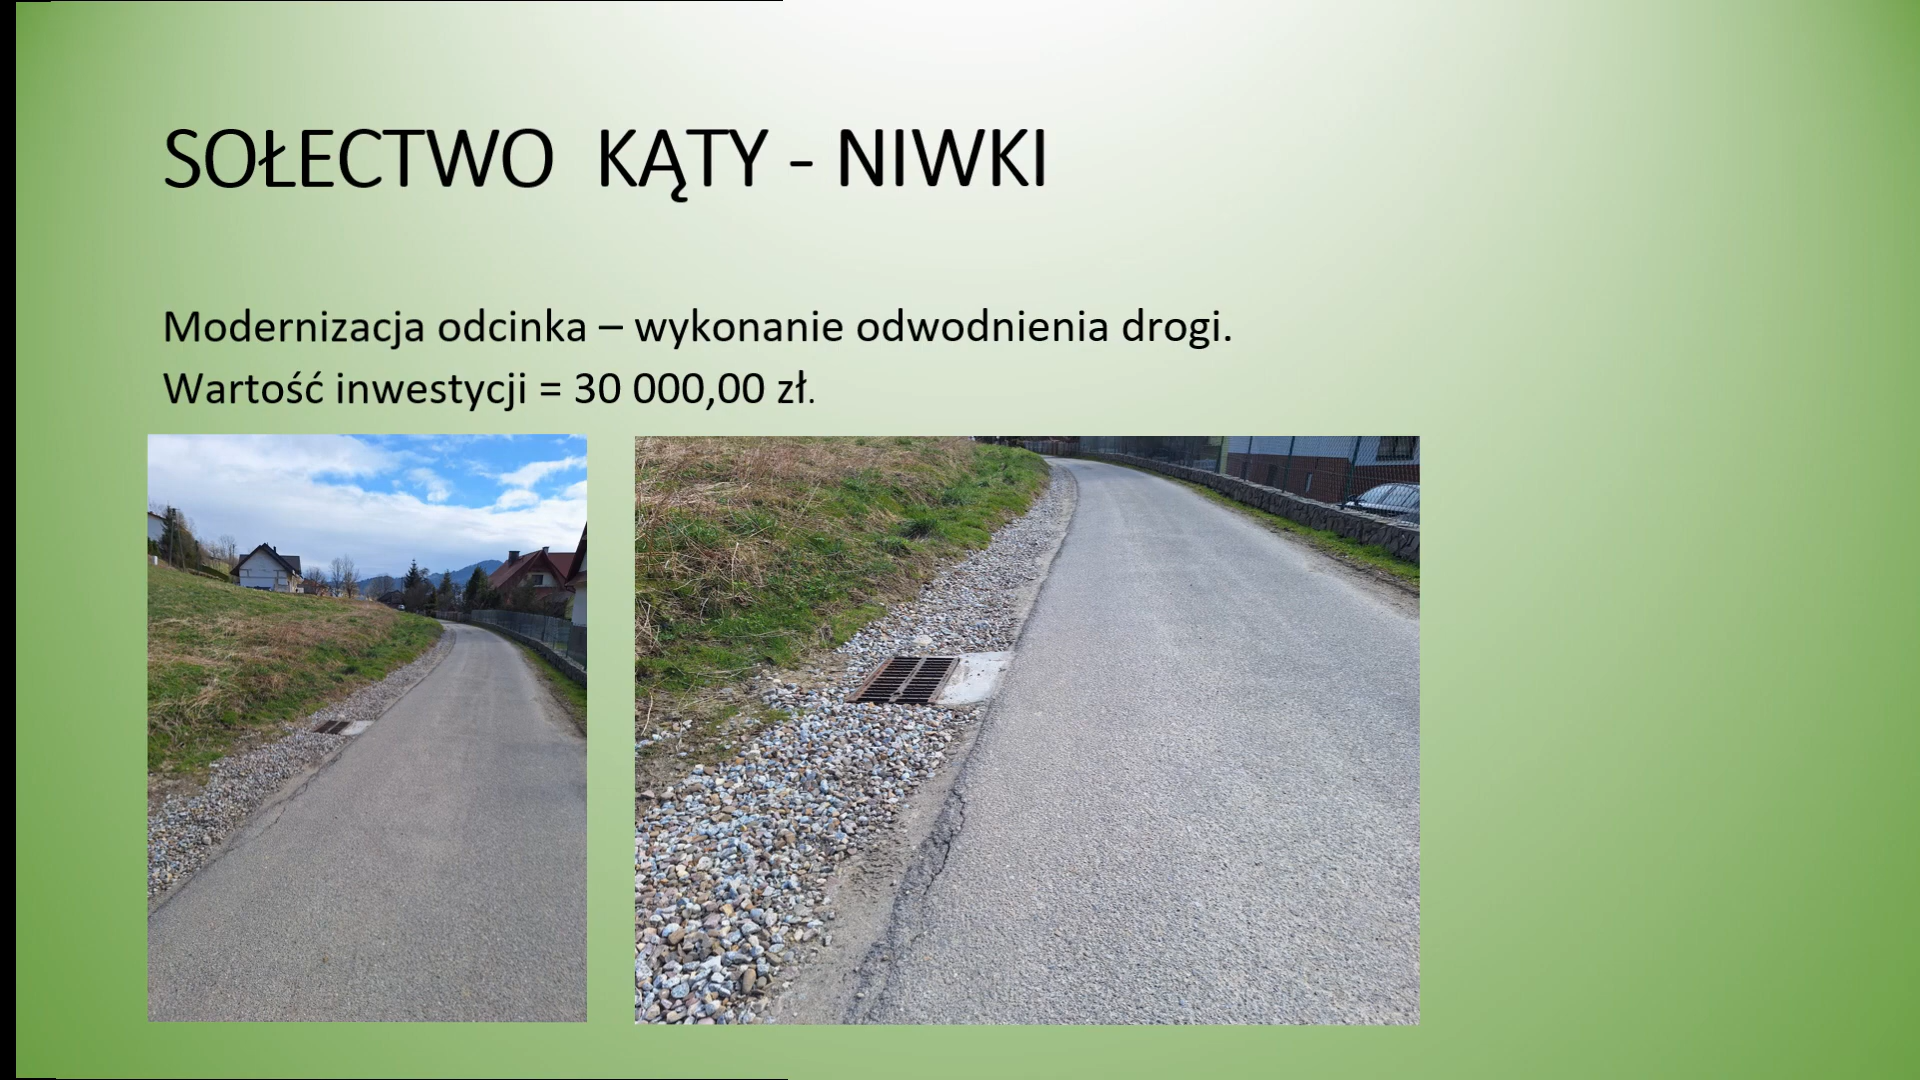 SOŁECTWO KĄTY - NIWKI
Modernizacja odcinka – wykonanie odwodnienia drogi.
Wartość inwestycji = 30 000,00 zł.